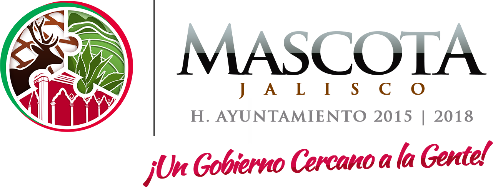 MASCOTA
JALISCO
H. AYUNTAMIENTO 2015 | 2018
¡Un Gobierno Cercano a la Gente!